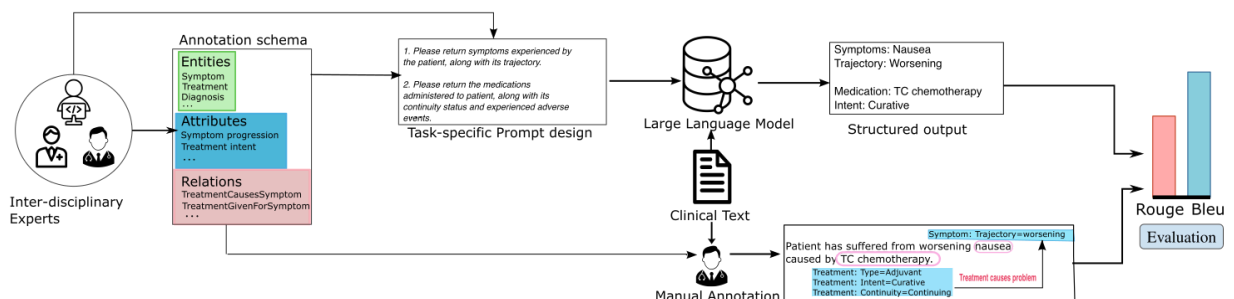 Annotation schema
Entities
Symptom
Treatment
Diagnosis
...
Attributes
Symptom progression
Treatment intent
...
Relations
TreatmentCausesSymptom
TreatmentGivenForSymptom
...
Inter-disciplinary
Experts
1. Please return symptoms experienced by
the patient, along with its trajectory.
2. Please return the medications
administered to patient, along with its
continuity status and experienced adverse
events.
Task-specific Prompt design
Large Language Model
Clinical Text
Manual Annotation
Symptoms: Nausea
Trajectory: Worsening
Medication: TC chemotherapy
Intent: Curative
Structured output
Symptom: Trajectory=worsening
Patient has suffered from worsening nausea
caused by TC chemotherapy.
Treatment: Type=Adjuvant
Treatment: Intent=Curative
Treatment: Continuity=Continuing
Treatment causes problem
Rouge Bleu
Evaluation